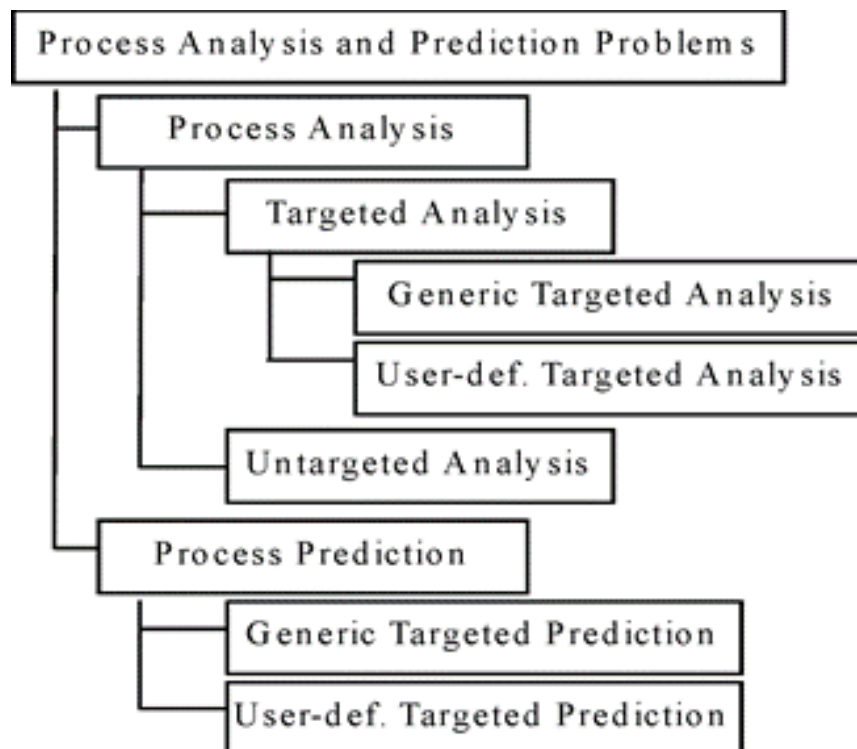 Process Analysis and Prediction Problems
Process Analysis
Targeted Analysis
Generic Targeted Analysis
User-def. Targeted Analysis
Untargeted Analysis
Process Prediction
Generic Targeted Prediction
User-def. Targeted Prediction